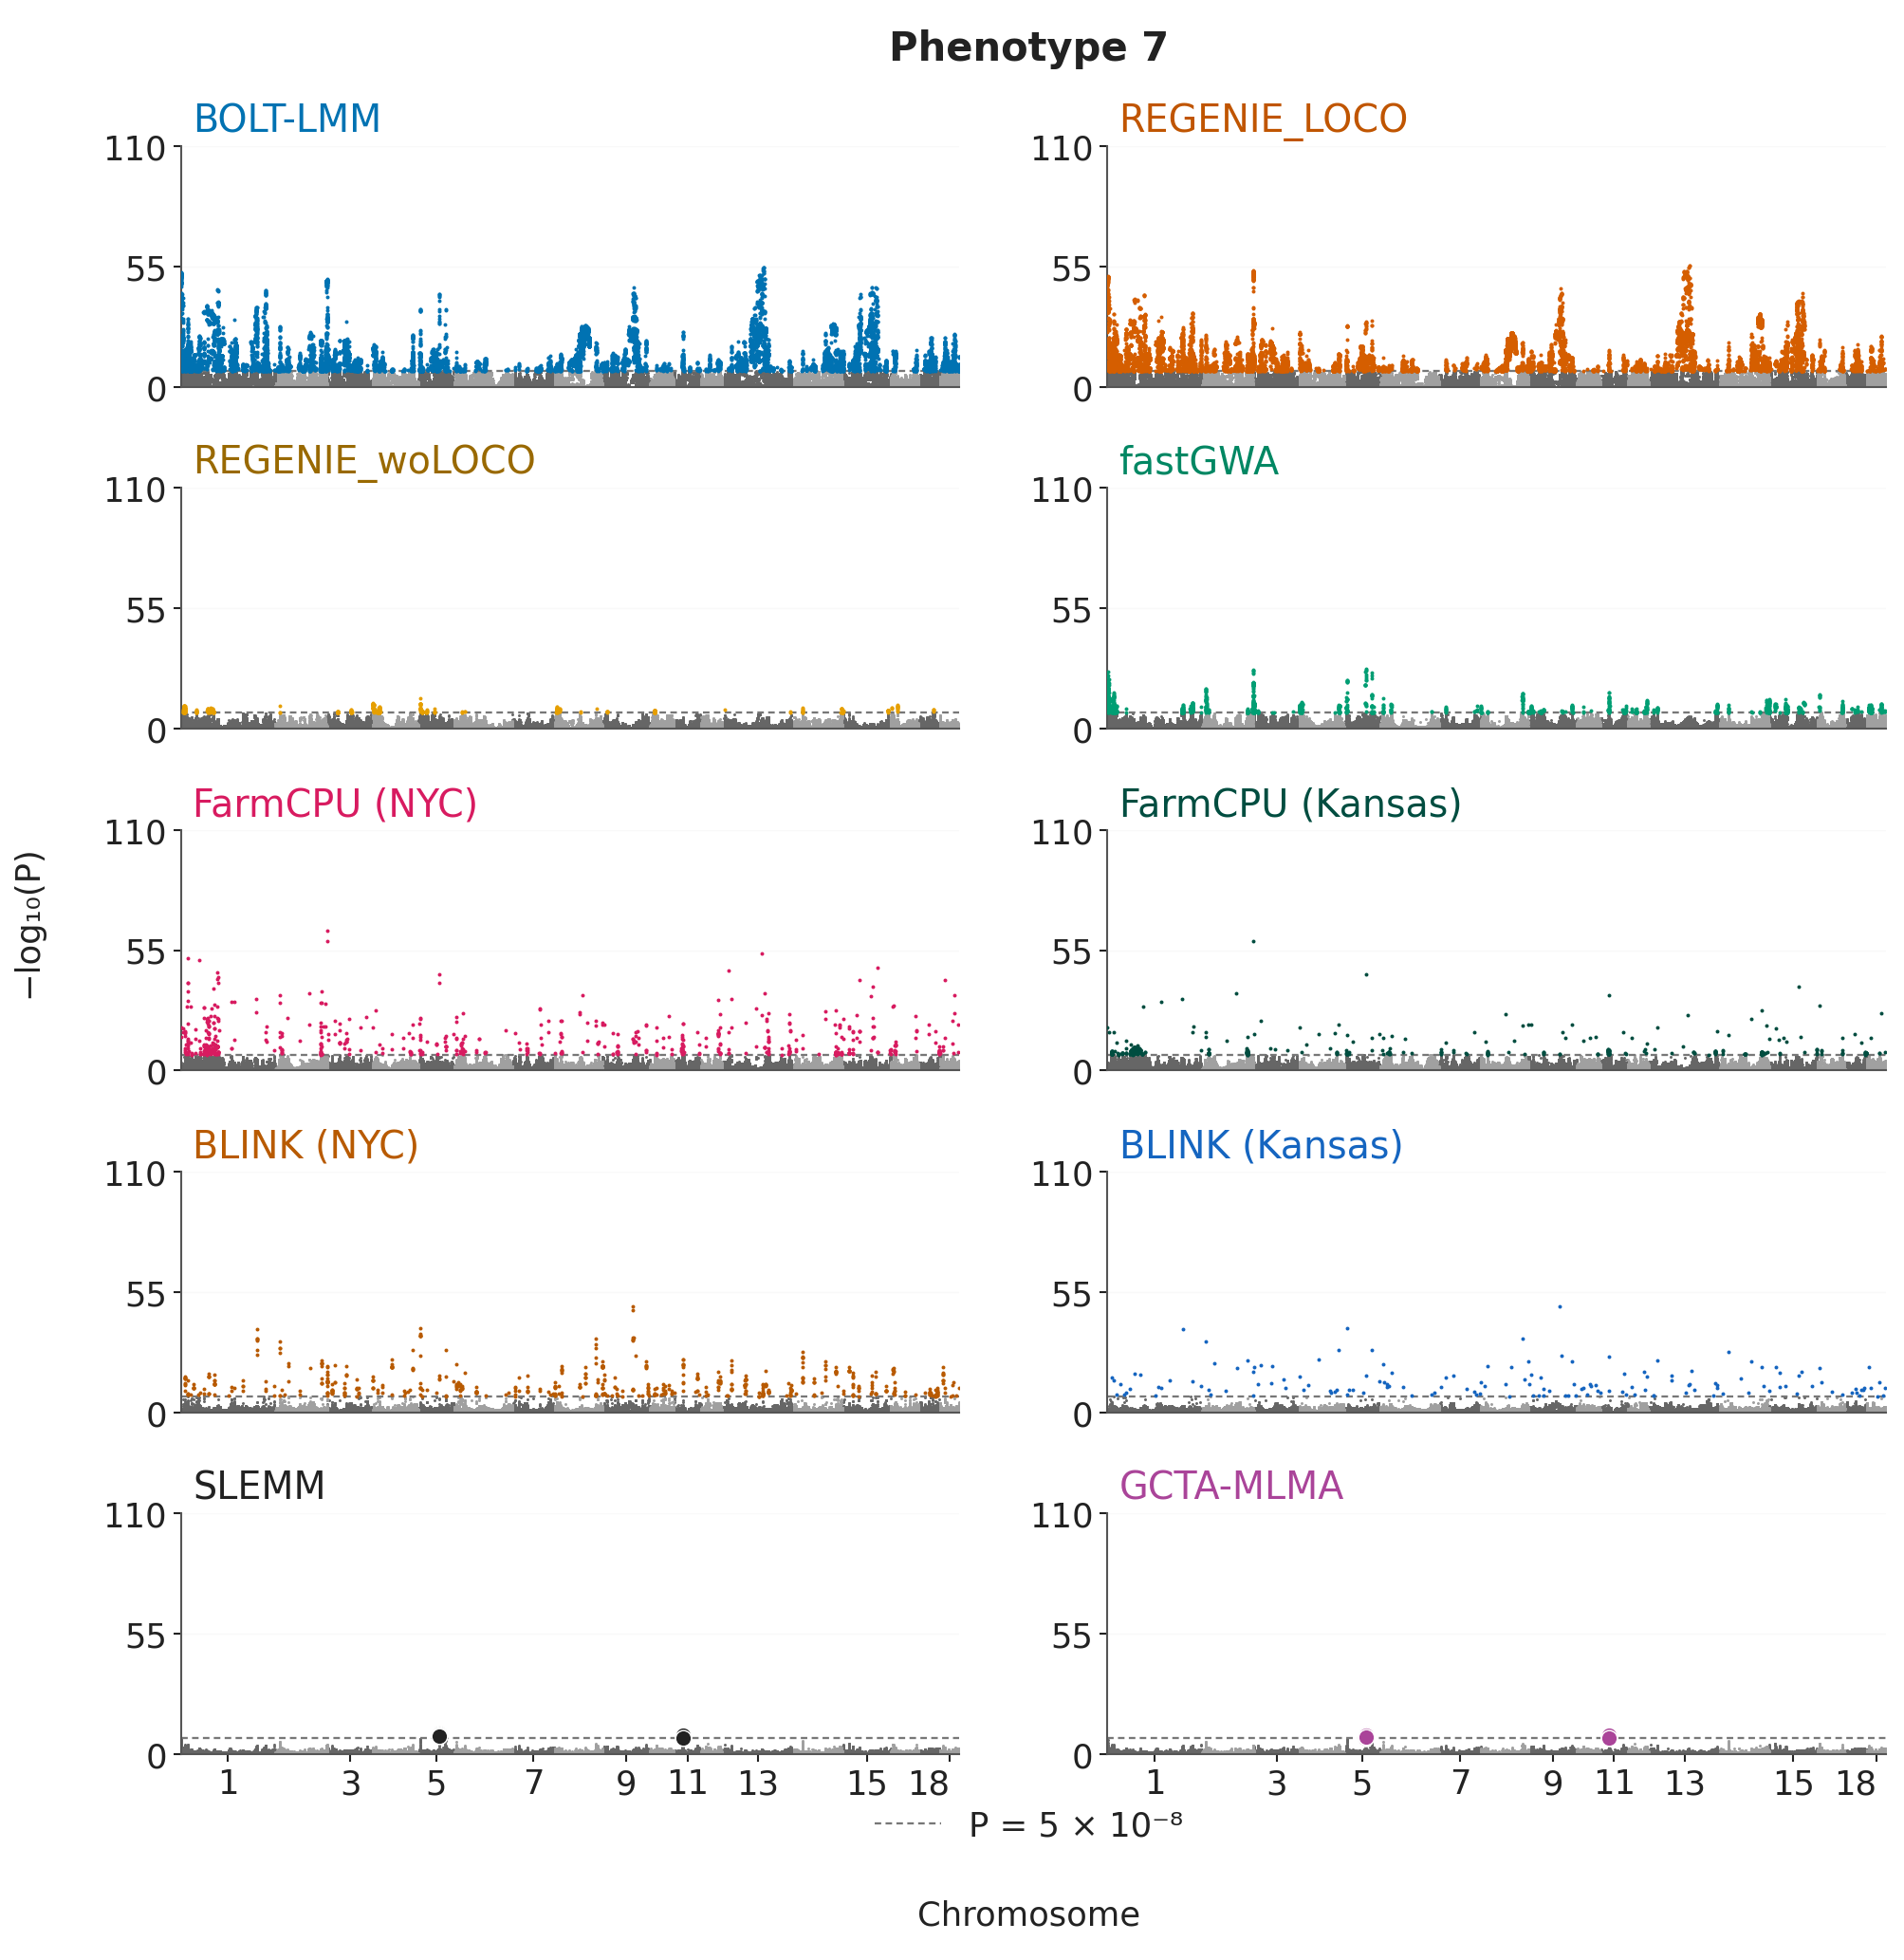 Phenotype 7
BOLT-LMM
REGENIE_LOCO
110
55
0
110
55
0
REGENIE_woLOCO
fastGWA
110
55
0
110
55
0
FarmCPU (NYC)
FarmCPU (Kansas)
110
55
0
110
55
0
−log₁₀(P)
BLINK (NYC)
BLINK (Kansas)
110
55
0
110
55
0
SLEMM
GCTA-MLMA
110
55
0
110
55
0
1 3 5 7 9 11 13 15 18
1 3 5 7 9 11 13 15 18
P = 5 × 10⁻⁸
Chromosome